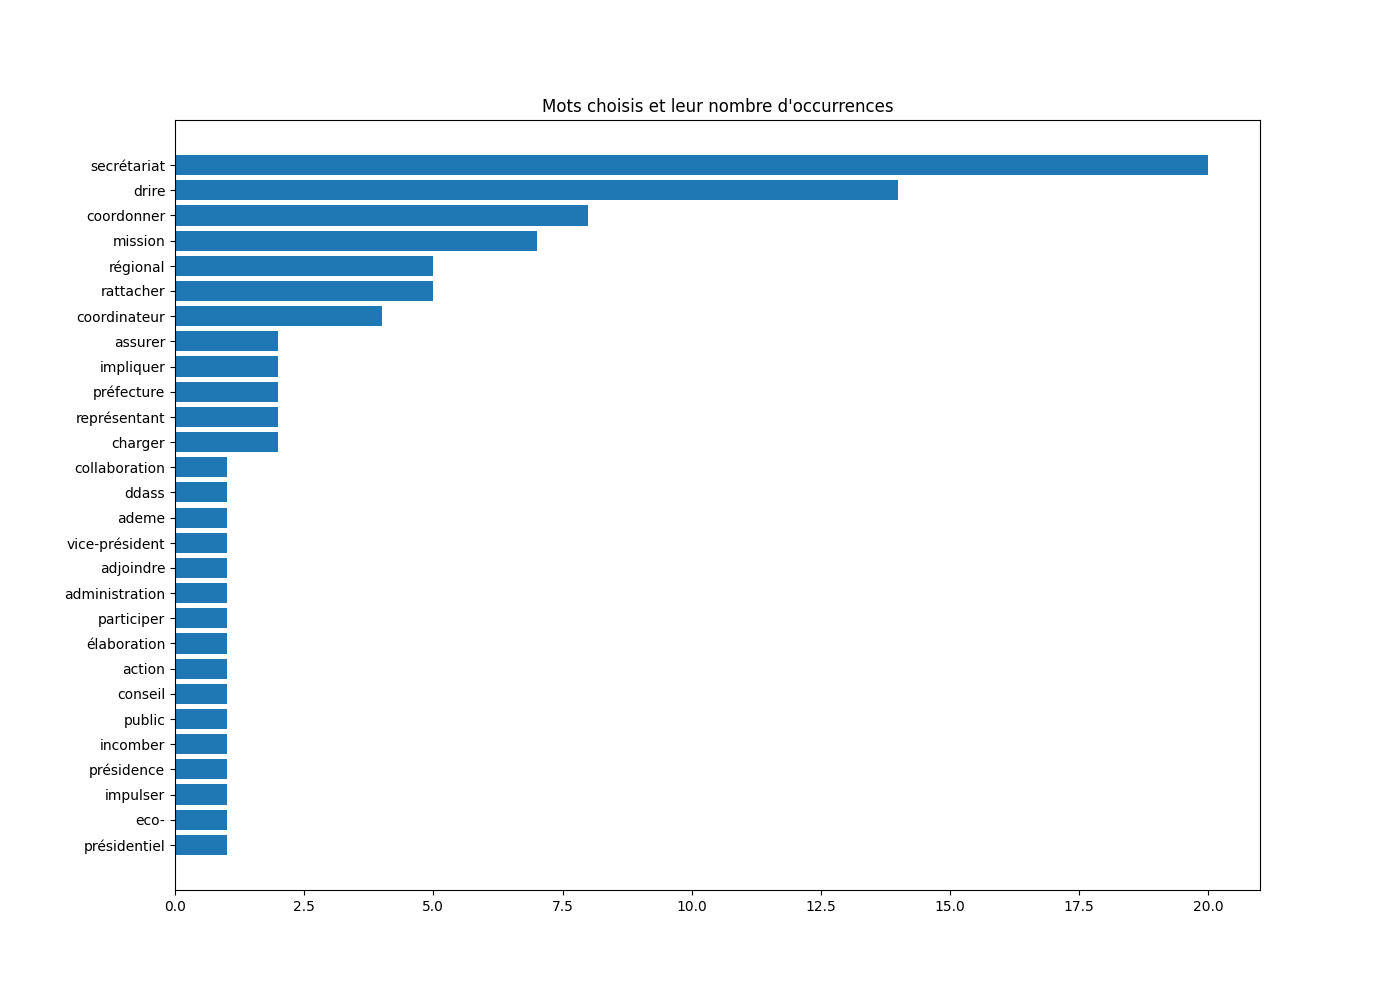 Mots choisis et leur nombre d'occurrences
secrétariat
drire
coordonner
mission
régional
rattacher
coordinateur
assurer
impliquer
préfecture
représentant
charger
collaboration
ddass
ademe
vice-président
adjoindre
administration
participer
élaboration
action
conseil
public
incomber
présidence
impulser
eco-
présidentiel
0.0 2.5 5.0 7.5 10.0 12.5 15.0 17.5 20.0